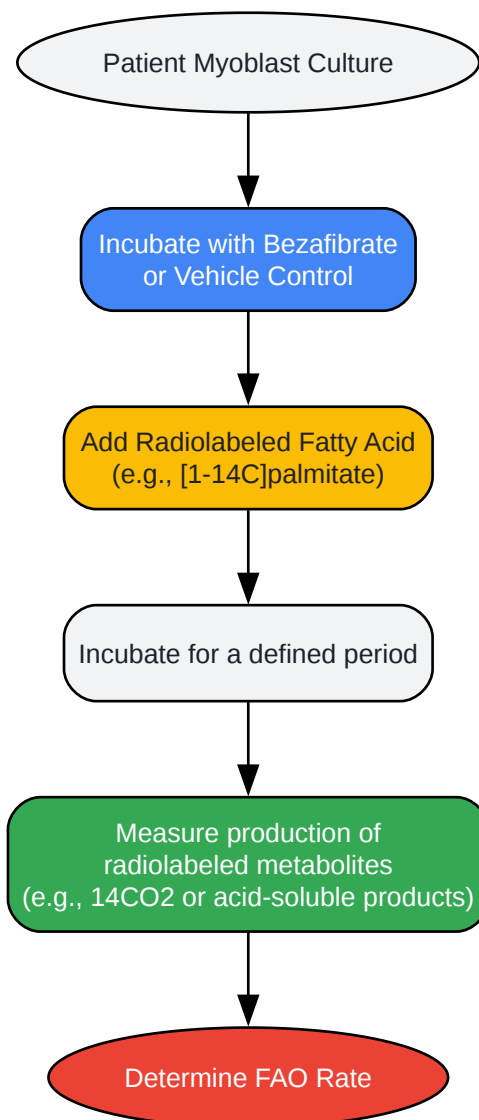 Patient Myoblast Culture
Incubate with Bezafibrate
or Vehicle Control
Add Radiolabeled Fatty Acid
(e.g., [1-14C]palmitate)
Incubate for a defined period
Measure production of
radiolabeled metabolites
(e.g., 14CO2 or acid-soluble products)
Determine FAO Rate